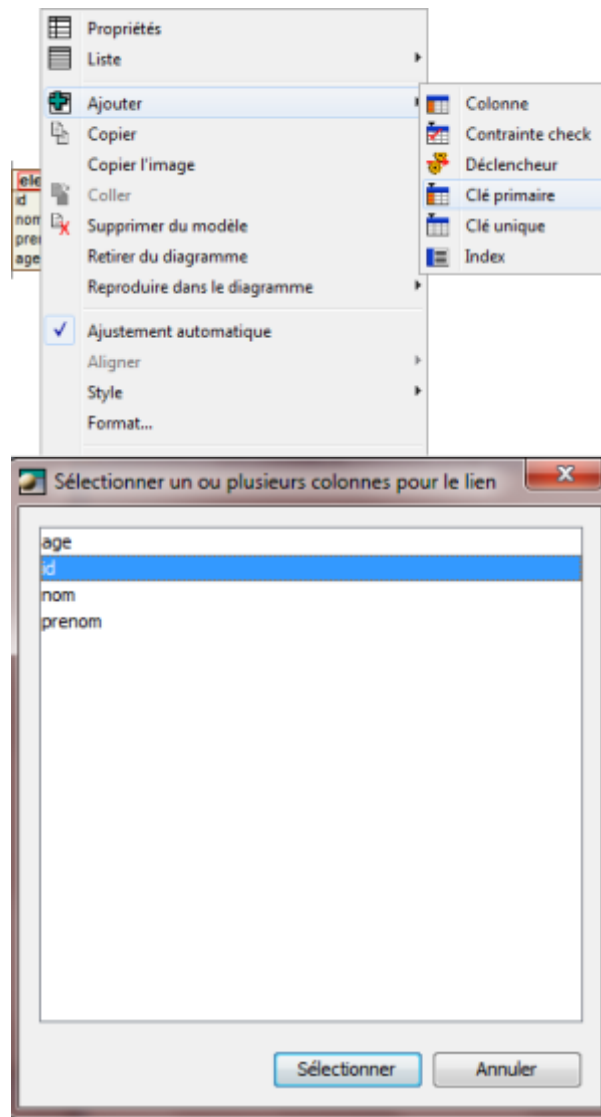 Propriétés
Liste
Ajouter
Copier
Copier l'image
Coller
Supprimer du modèle
Retirer du diagramme
Reproduire dans le diagramme
Ajustement automatique
Aligner
Style
Format...
Colonne
Contrainte check
Déclencheur
Clé primaire
Clé unique
Index
id
nom
age
Sélectionner un ou plusieurs colonnes pour le lien
age
id
nom
prenom
Sélectionner
Annuler